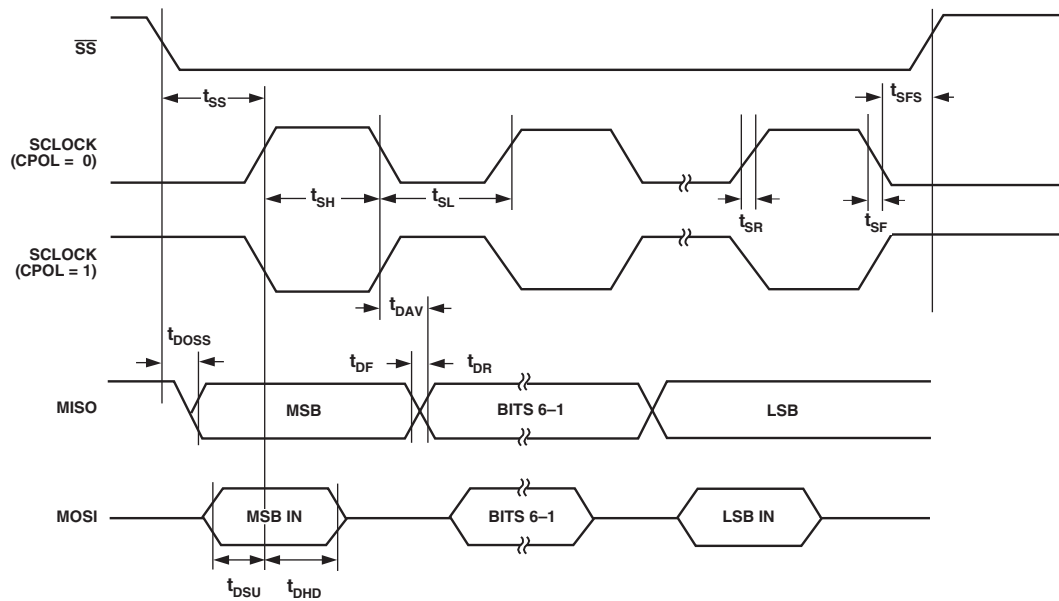 SS
tSS
tSFS
SCLOCK
(CPOL = 0)
tSH
tSL
tSR
tSF
SCLOCK
(CPOL = 1)
tDAV
tDOSS
tDF
tDR
MISO
MSB
BITS 6–1
LSB
MOSI
MSB IN
BITS 6–1
LSB IN
tDSU
tDHD